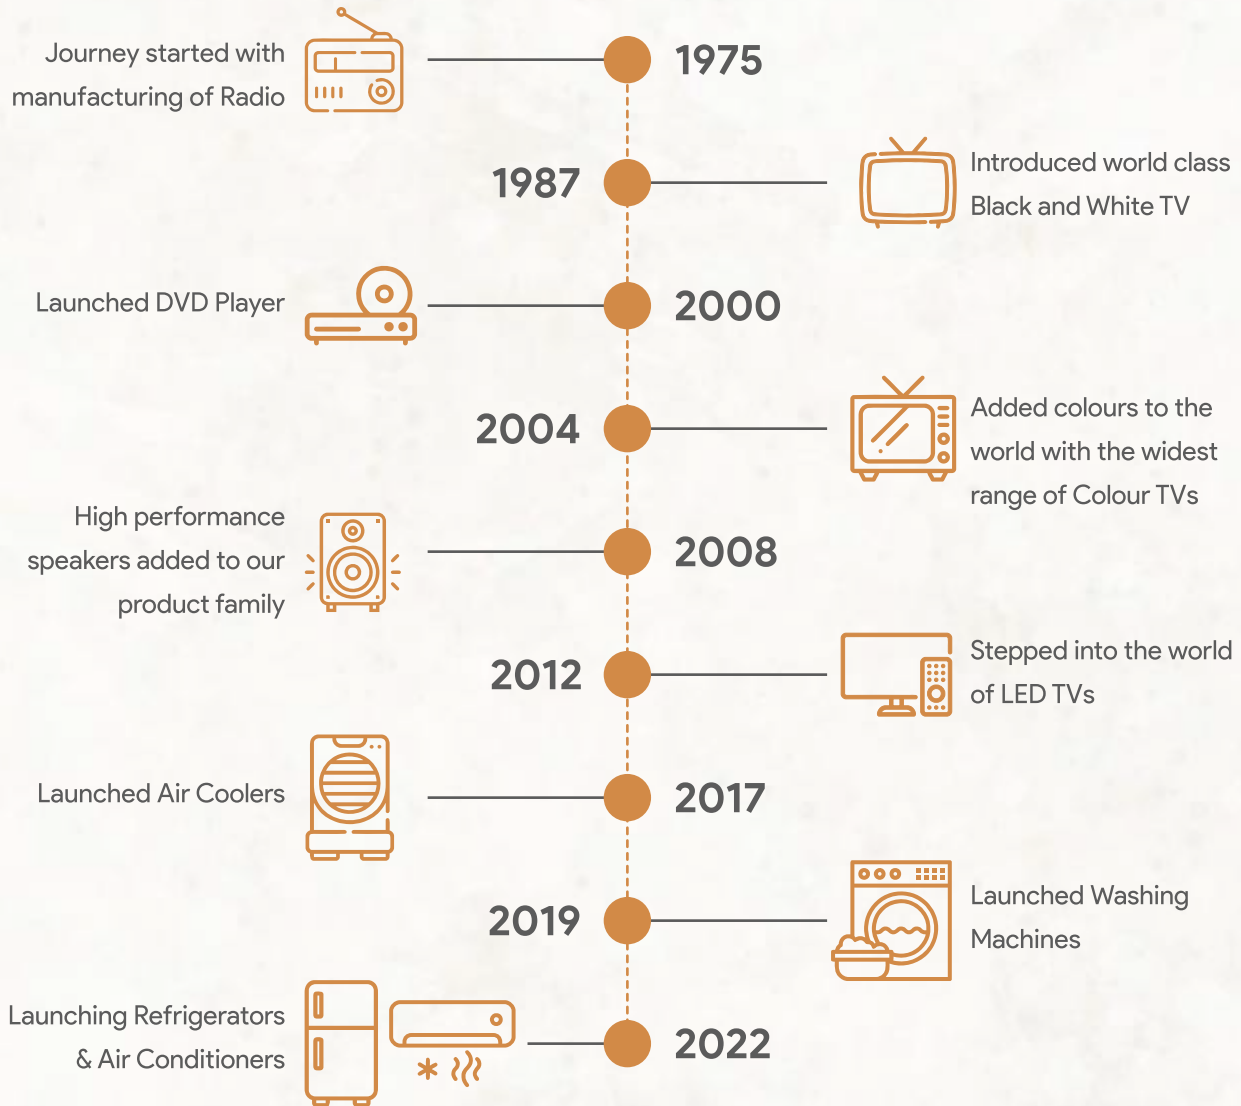 Journey started with
manufacturing of Radio
1975
1987
Introduced world class
Black and White TV
Launched DVD Player
2000
2004
Added colours to the
world with the widest
range of Colour TVs
High performance
speakers added to our
product family
2008
2012
Stepped into the world
of LED TVs
Launched Air Coolers
2017
2019
Launched Washing
Machines
Launching Refrigerators
& Air Conditioners
2022